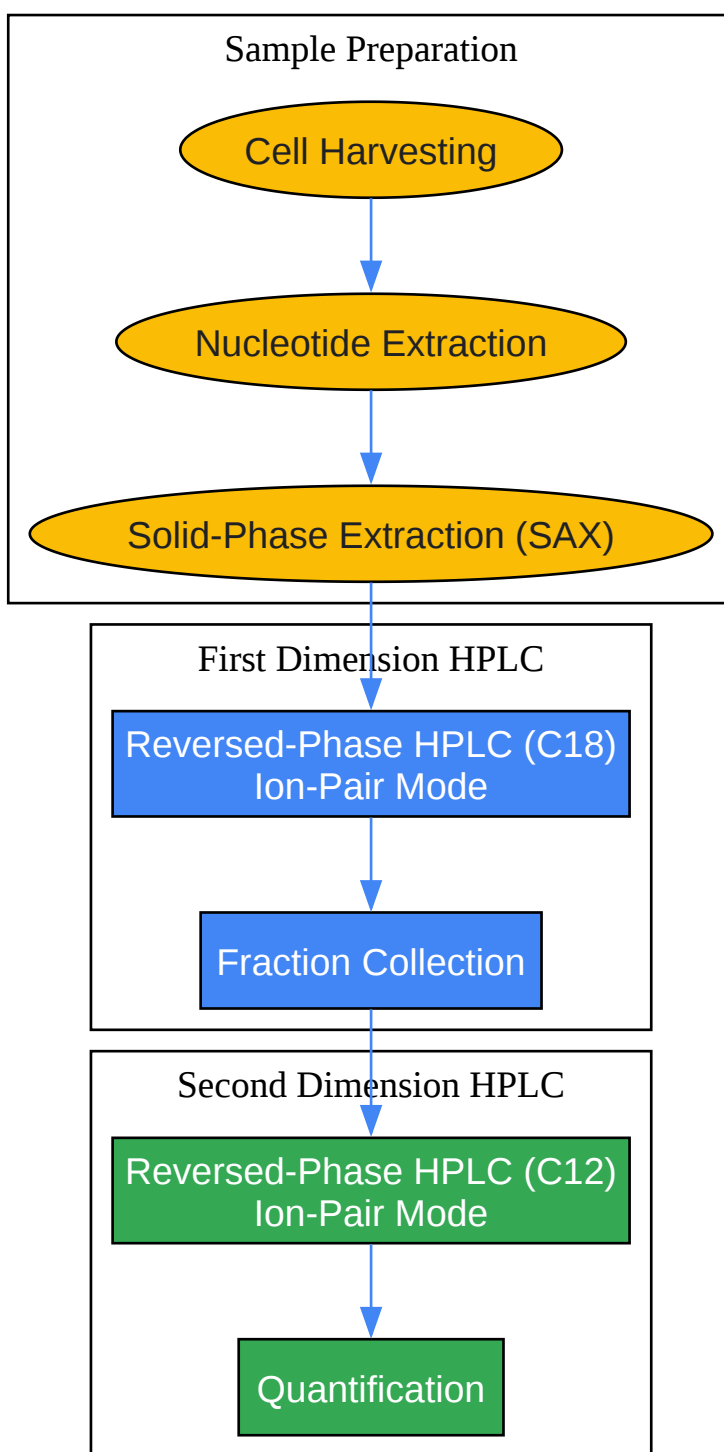 Sample Preparation
Cell Harvesting
Nucleotide Extraction
Solid-Phase Extraction (SAX)
First Dimension HPLC
Reversed-Phase HPLC (C18)
Ion-Pair Mode
Fraction Collection
Second Dimension HPLC
Reversed-Phase HPLC (C12)
Ion-Pair Mode
Quantification